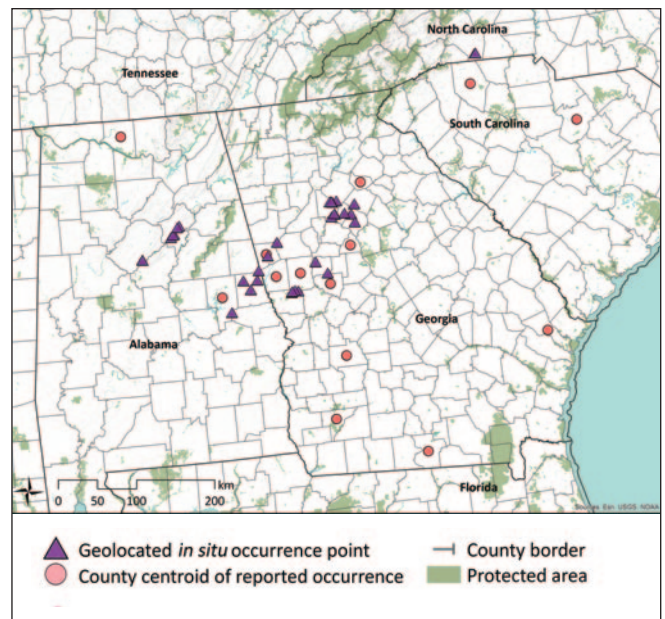 North Carolina
Tennessee
South Carolina
Georgia
Alabama
km
0 50 100 200
Florida
Sources Esri USGS NOAA
Geolocated in situ occurrence point
County border
County centroid of reported occurrence
Protected area